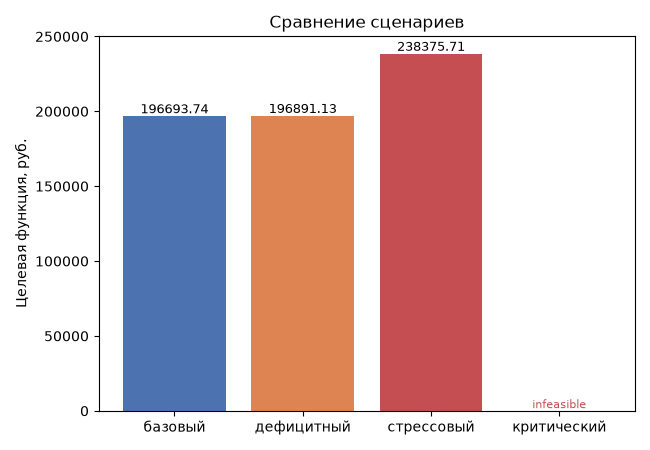 Сравнение сценариев
Целевая функция, руб.
250000
200000
150000
100000
50000
0
196693.74
196891.13
238375.71
infeasible
базовый
дефицитный
стрессовый
критический